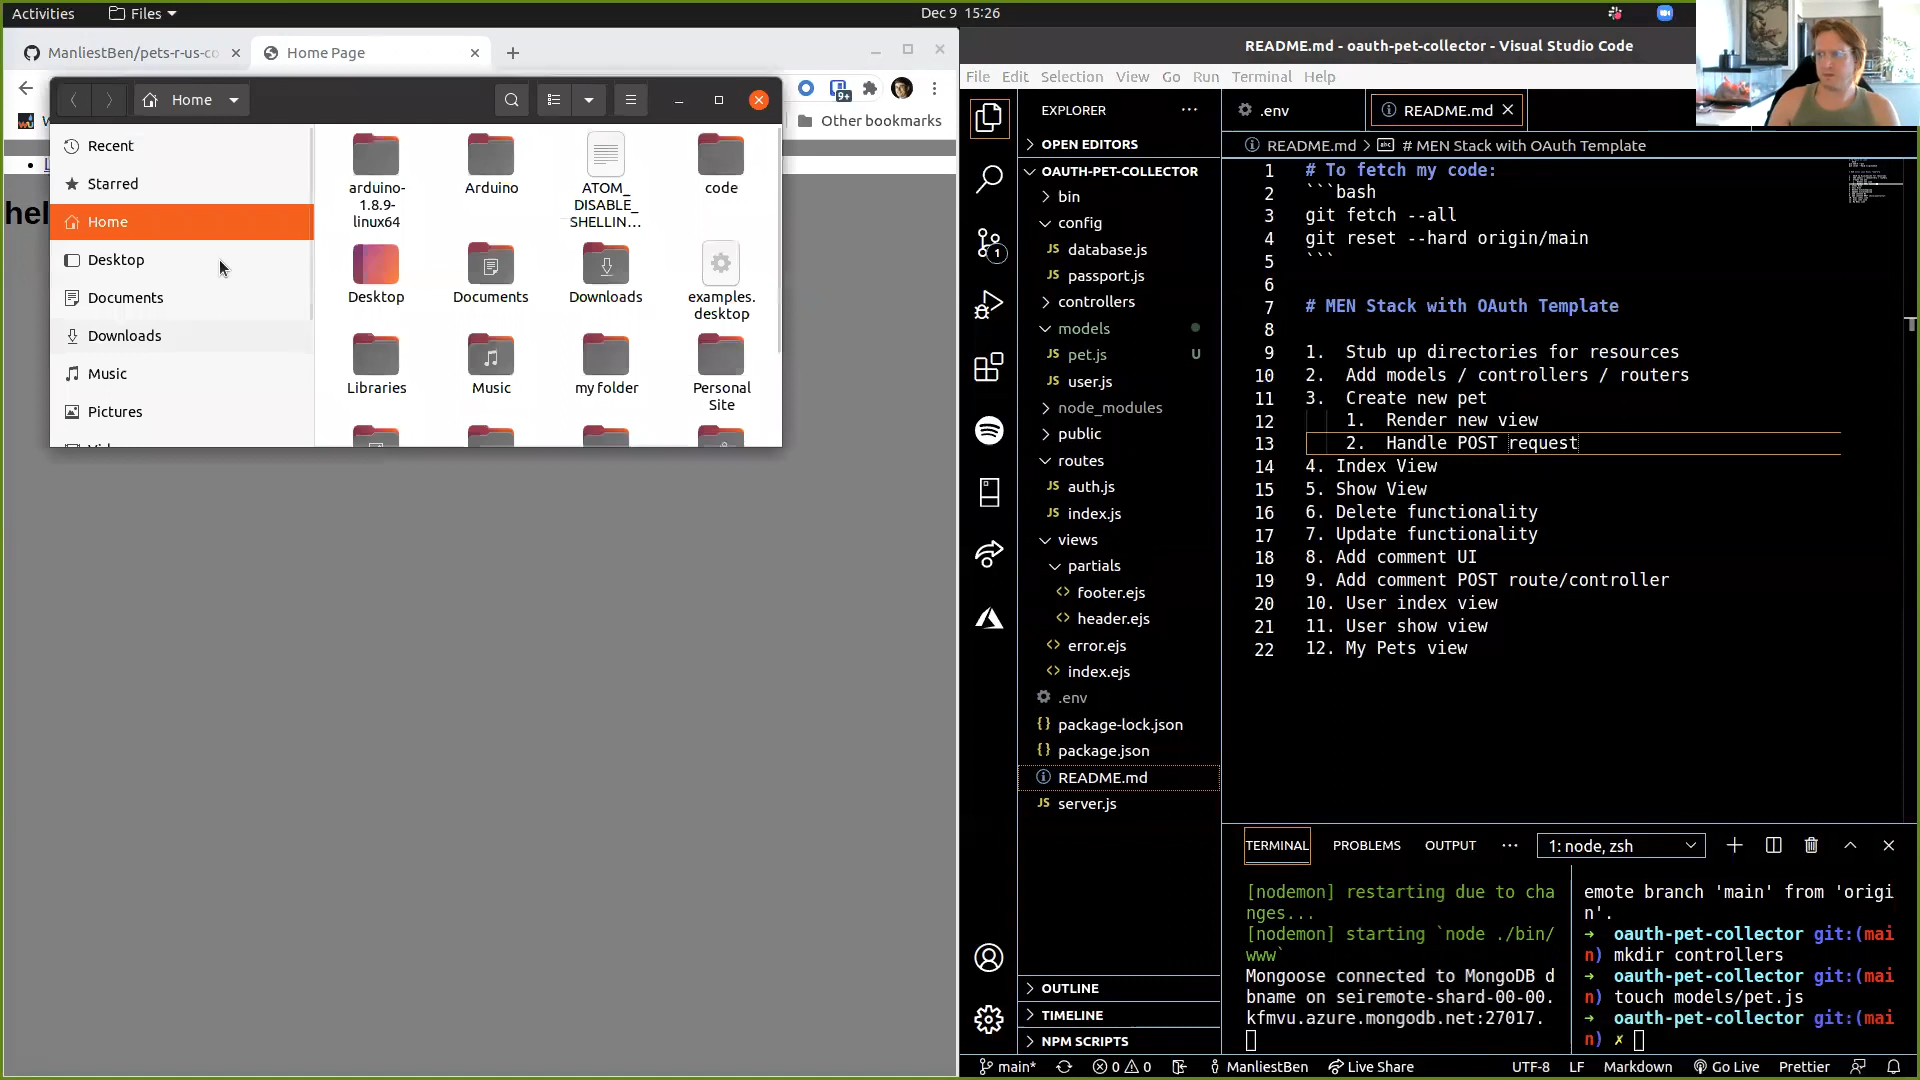 Activities
Files
Dec 9 15:26
ManliestBen/pets-r-us-co
Home Page
Other bookmarks
9+
hel
Home
Recent
Starred
Home
Desktop
Documents
Downloads
Music
Pictures
arduino-
1.8.9-
linux64
Arduino
ATOM_
DISABLE_
SHELLIN...
code
Desktop
Documents
Downloads
examples.
desktop
Libraries
Music
my folder
Personal
Site
README.md - oauth-pet-collector - Visual Studio Code
File Edit Selection View Go Run Terminal Help
EXPLORER
OPEN EDITORS
OAUTH-PET-COLLECTOR
bin
config
JS database.js
JS passport.js
controllers
models
JS pet.js U
JS user.js
node_modules
public
routes
JS auth.js
JS index.js
views
partials
<> footer.ejs
<> header.ejs
<> error.ejs
<> index.ejs
.env
{} package-lock.json
{} package.json
README.md
JS server.js
OUTLINE
TIMELINE
NPM SCRIPTS
1
.env
README.md
README.md > # MEN Stack with OAuth Template
1 # To fetch my code:
2 ```bash
3 git fetch --all
4 git reset --hard origin/main
5 ```
6
7 # MEN Stack with OAuth Template
8
9 1. Stub up directories for resources
10 2. Add models / controllers / routers
11 3. Create new pet
12 1. Render new view
13 2. Handle POST request
14 4. Index View
15 5. Show View
16 6. Delete functionality
17 7. Update functionality
18 8. Add comment UI
19 9. Add comment POST route/controller
20 10. User index view
21 11. User show view
22 12. My Pets view
TERMINAL PROBLEMS OUTPUT ... 1: node, zsh
[nodemon] restarting due to cha
nges...
[nodemon] starting `node ./bin/
www`
Mongoose connected to MongoDB d
bname on seiremote-shard-00-00.
kfmvu.azure.mongodb.net:27017.
emote branch 'main' from 'origi
n'.
→ oauth-pet-collector git:(mai
n) mkdir controllers
→ oauth-pet-collector git:(mai
n) touch models/pet.js
→ oauth-pet-collector git:(mai
n) ✗
main* 0 0 ManliestBen Live Share UTF-8 LF Markdown Go Live Prettier